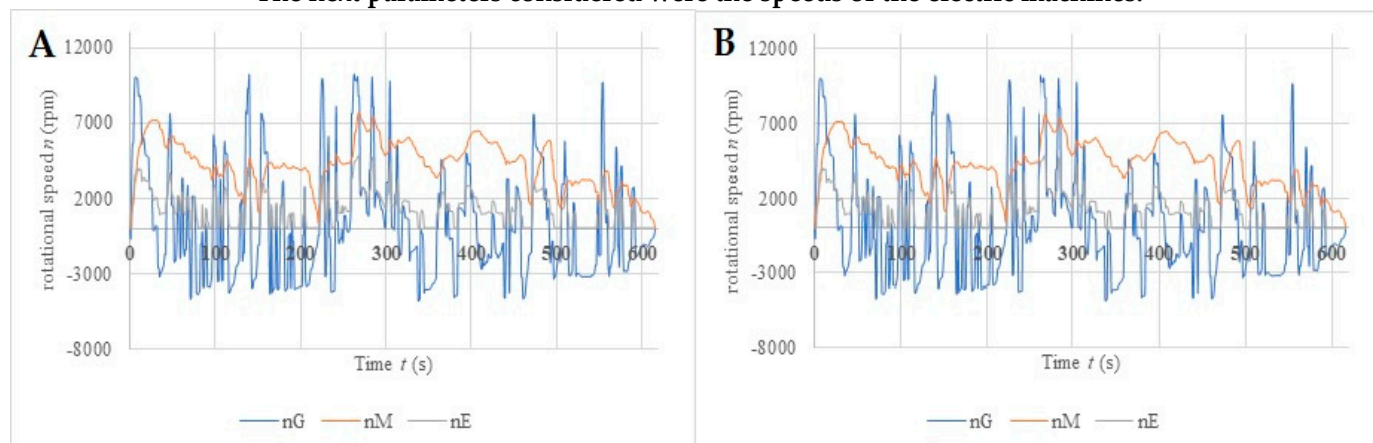 The next parameters considered were the speeds of the electric machines.
A
12000
7000
2000
-3000
-8000
rotational speed n (rpm)
0 100 200 300 400 500 600
Time t (s)
nG nM nE
B
12000
7000
2000
-3000
-8000
rotational speed n (rpm)
0 100 200 300 400 500 600
Time t (s)
nG nM nE